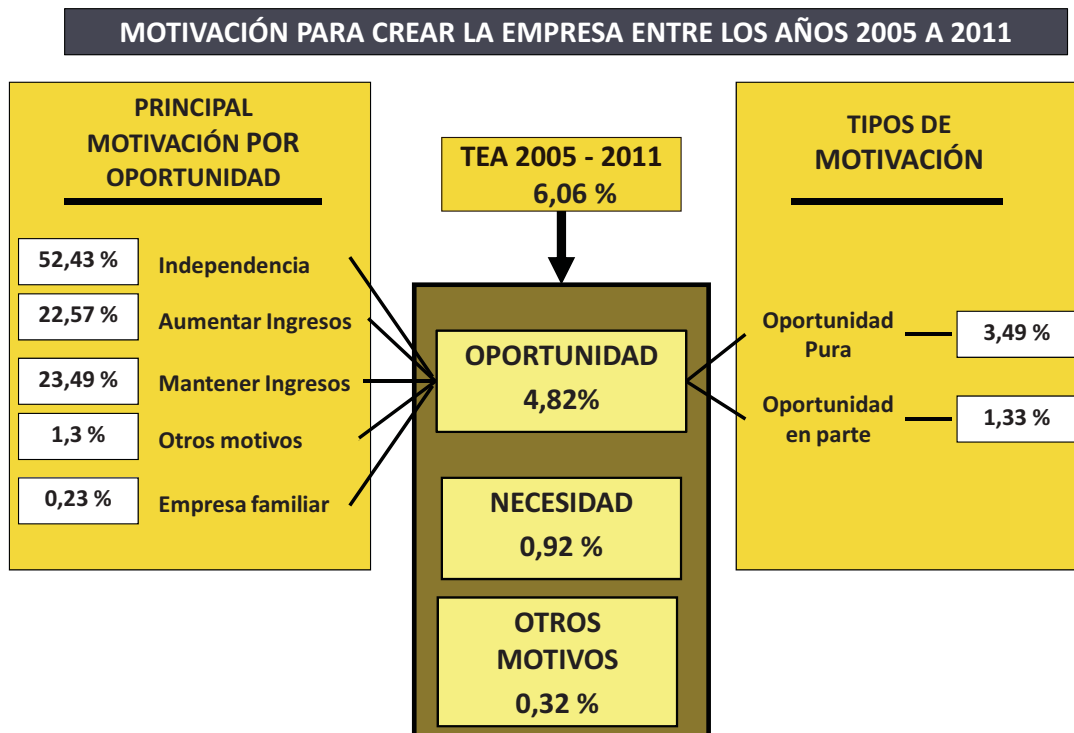 MOTIVACIÓN PARA CREAR LA EMPRESA ENTRE LOS AÑOS 2005 A 2011
PRINCIPAL
MOTIVACIÓN POR
OPORTUNIDAD
52,43 % Independencia
22,57 % Aumentar Ingresos
23,49 % Mantener Ingresos
1,3 % Otros motivos
0,23 % Empresa familiar
TEA 2005 - 2011
6,06 %
OPORTUNIDAD
4,82%
NECESIDAD
0,92 %
OTROS
MOTIVOS
0,32 %
TIPOS DE
MOTIVACIÓN
Oportunidad
Pura
3,49 %
Oportunidad
en parte
1,33 %